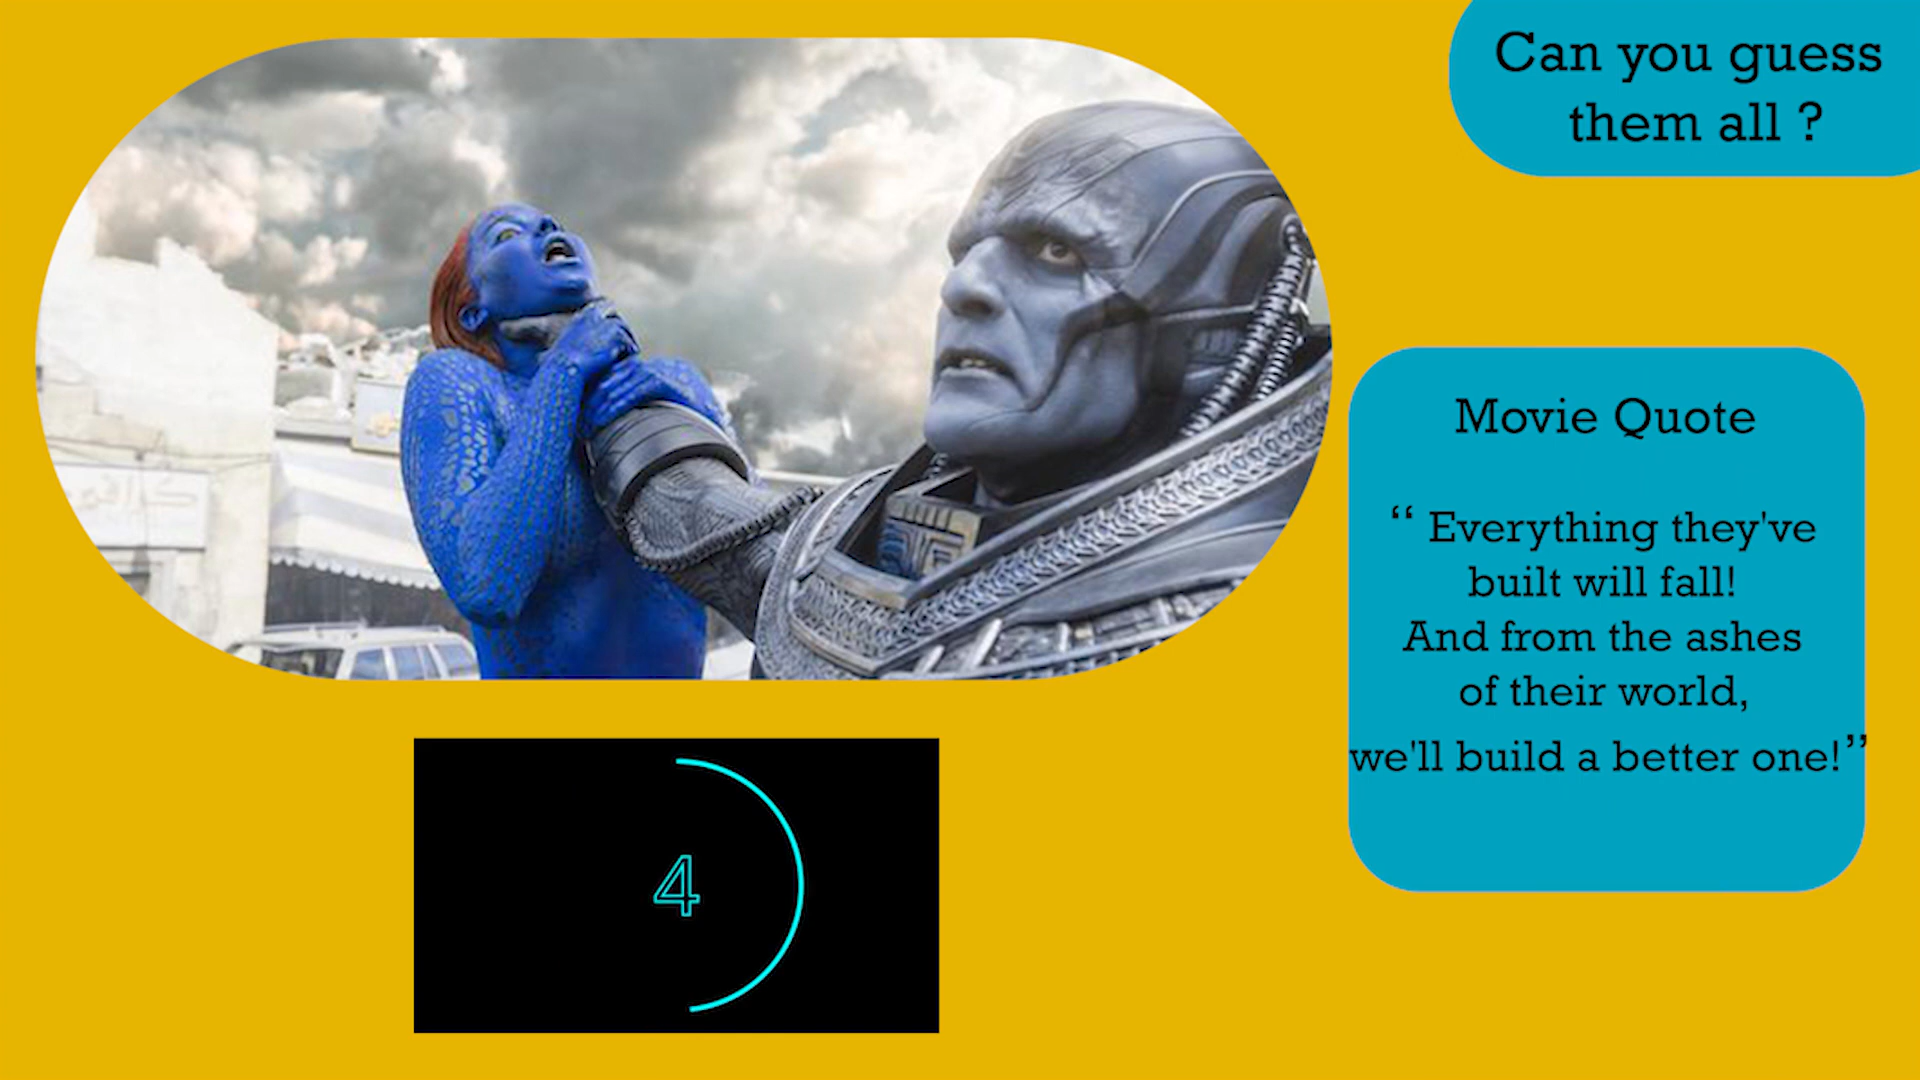 Can you guess
them all ?
Movie Quote
“ Everything they've
built will fall!
And from the ashes
of their world,
we'll build a better one!”
4